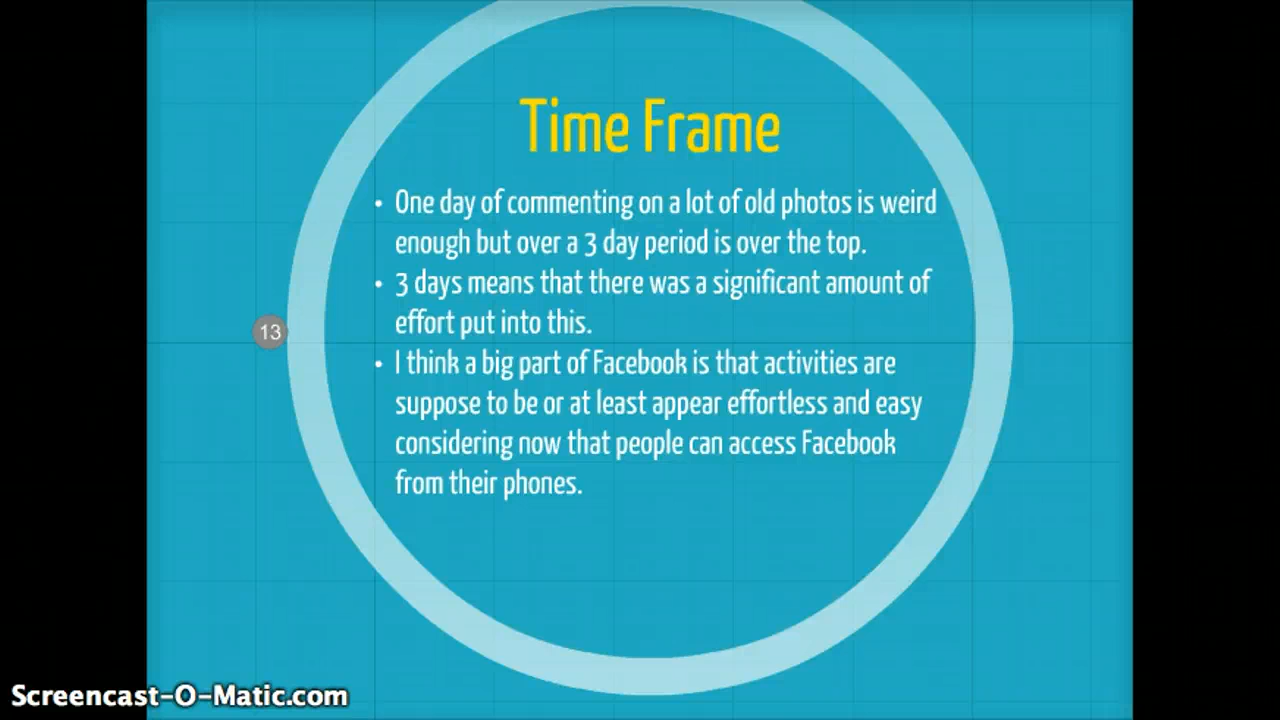 Time Frame
• One day of commenting on a lot of old photos is weird
enough but over a 3 day period is over the top.
• 3 days means that there was a significant amount of
effort put into this.
13
• I think a big part of Facebook is that activities are
suppose to be or at least appear effortless and easy
considering now that people can access Facebook
from their phones.
Screencast-O-Matic.com